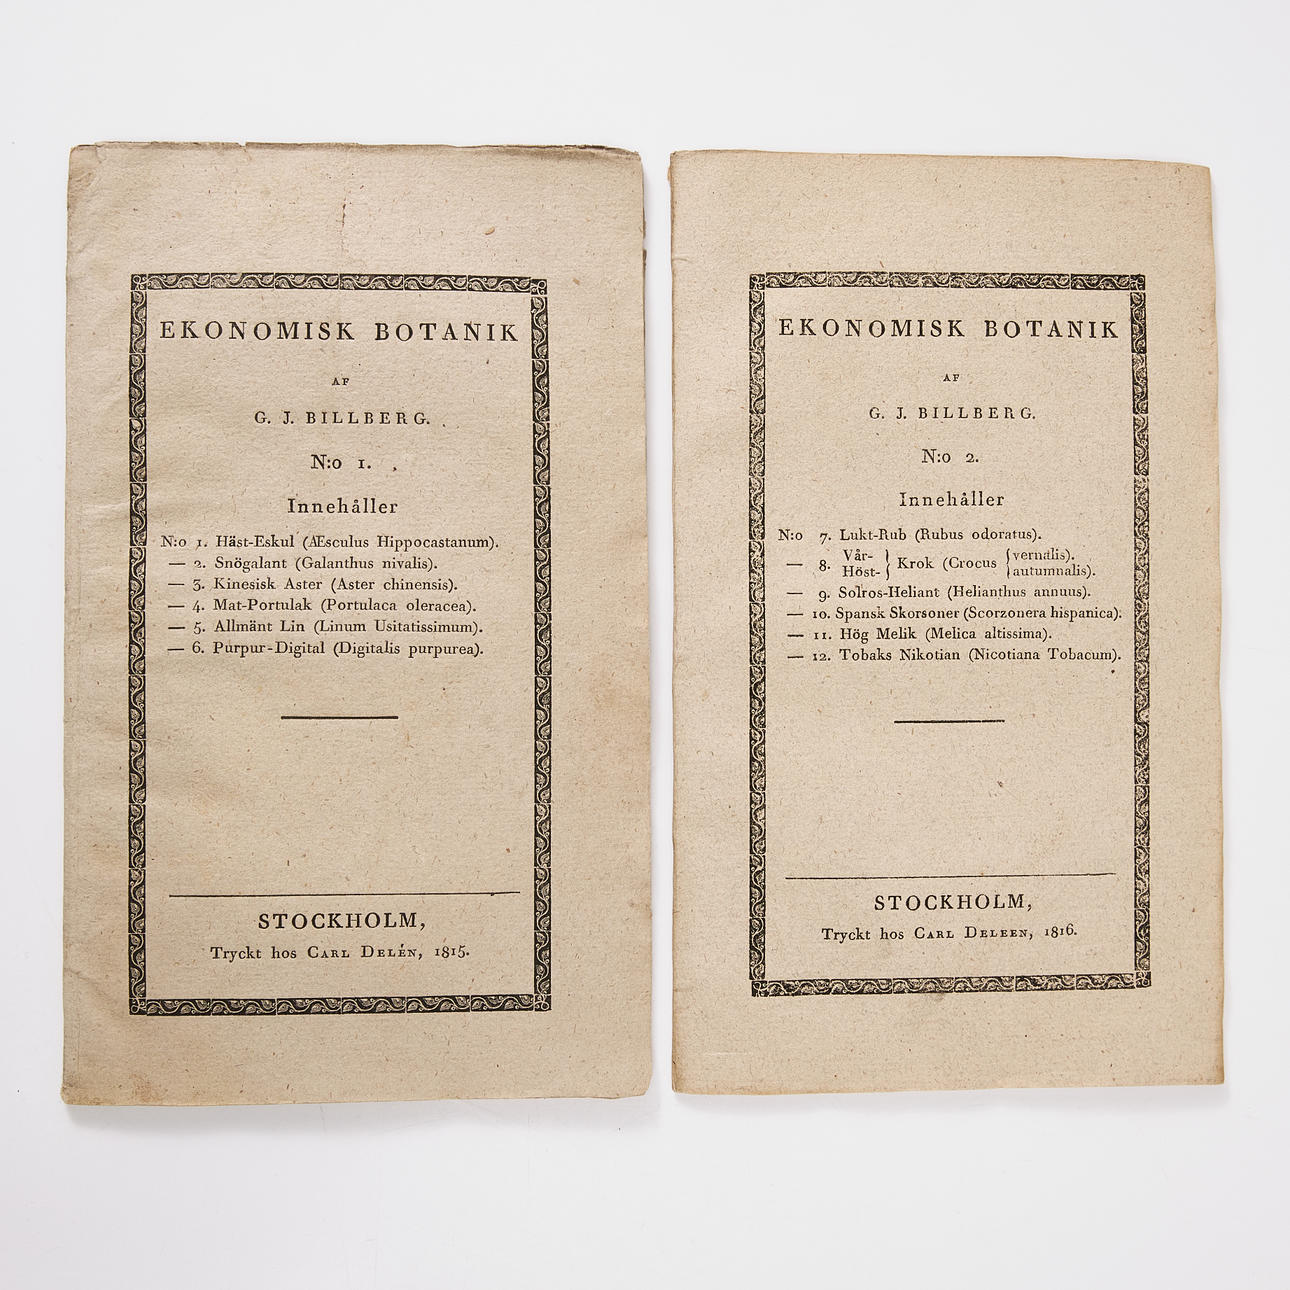 EKONOMISK BOTANIK
AF
G. J. BILLBERG.
N:o 1.
Innehåller
N:o 1. Häst-Eskul (Æsculus Hippocastanum).
— 2. Snögalant (Galanthus nivalis).
— 3. Kinesisk Aster (Aster chinensis).
— 4. Mat-Portulak (Portulaca oleracea).
— 5. Allmänt Lin (Linum Usitatissimum).
— 6. Purpur-Digital (Digitalis purpurea).
STOCKHOLM,
Tryckt hos CARL DELÉN, 1815.
EKONOMISK BOTANIK
AF
G. J. BILLBERG.
N:o 2.
Innehåller
N:o 7. Lukt-Rub (Rubus odoratus).
— 8. Vår- } Krok (Crocus { vernalis).
Höst- } { autumnalis).
— 9. Solros-Heliant (Helianthus annuus).
— 10. Spansk Skorsoner (Scorzonera hispanica).
— 11. Hög Melik (Melica altissima).
— 12. Tobaks Nikotian (Nicotiana Tobacum).
STOCKHOLM,
Tryckt hos CARL DELEEN, 1816.